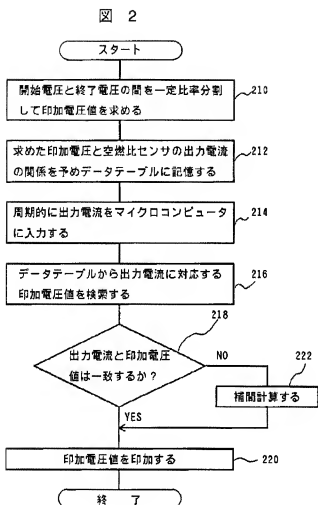 図 2
スタート
開始電圧と終了電圧の間を一定比率分割
して印加電圧値を求める
210
求めた印加電圧と空燃比センサの出力電流
の関係を予めデータテーブルに記憶する
212
周期的に出力電流をマイクロコンピュータ
に入力する
214
データテーブルから出力電流に対応する
印加電圧値を検索する
216
218
出力電流と印加電圧
値は一致するか?
NO
222
補間計算する
YES
印加電圧値を印加する
220
終 了